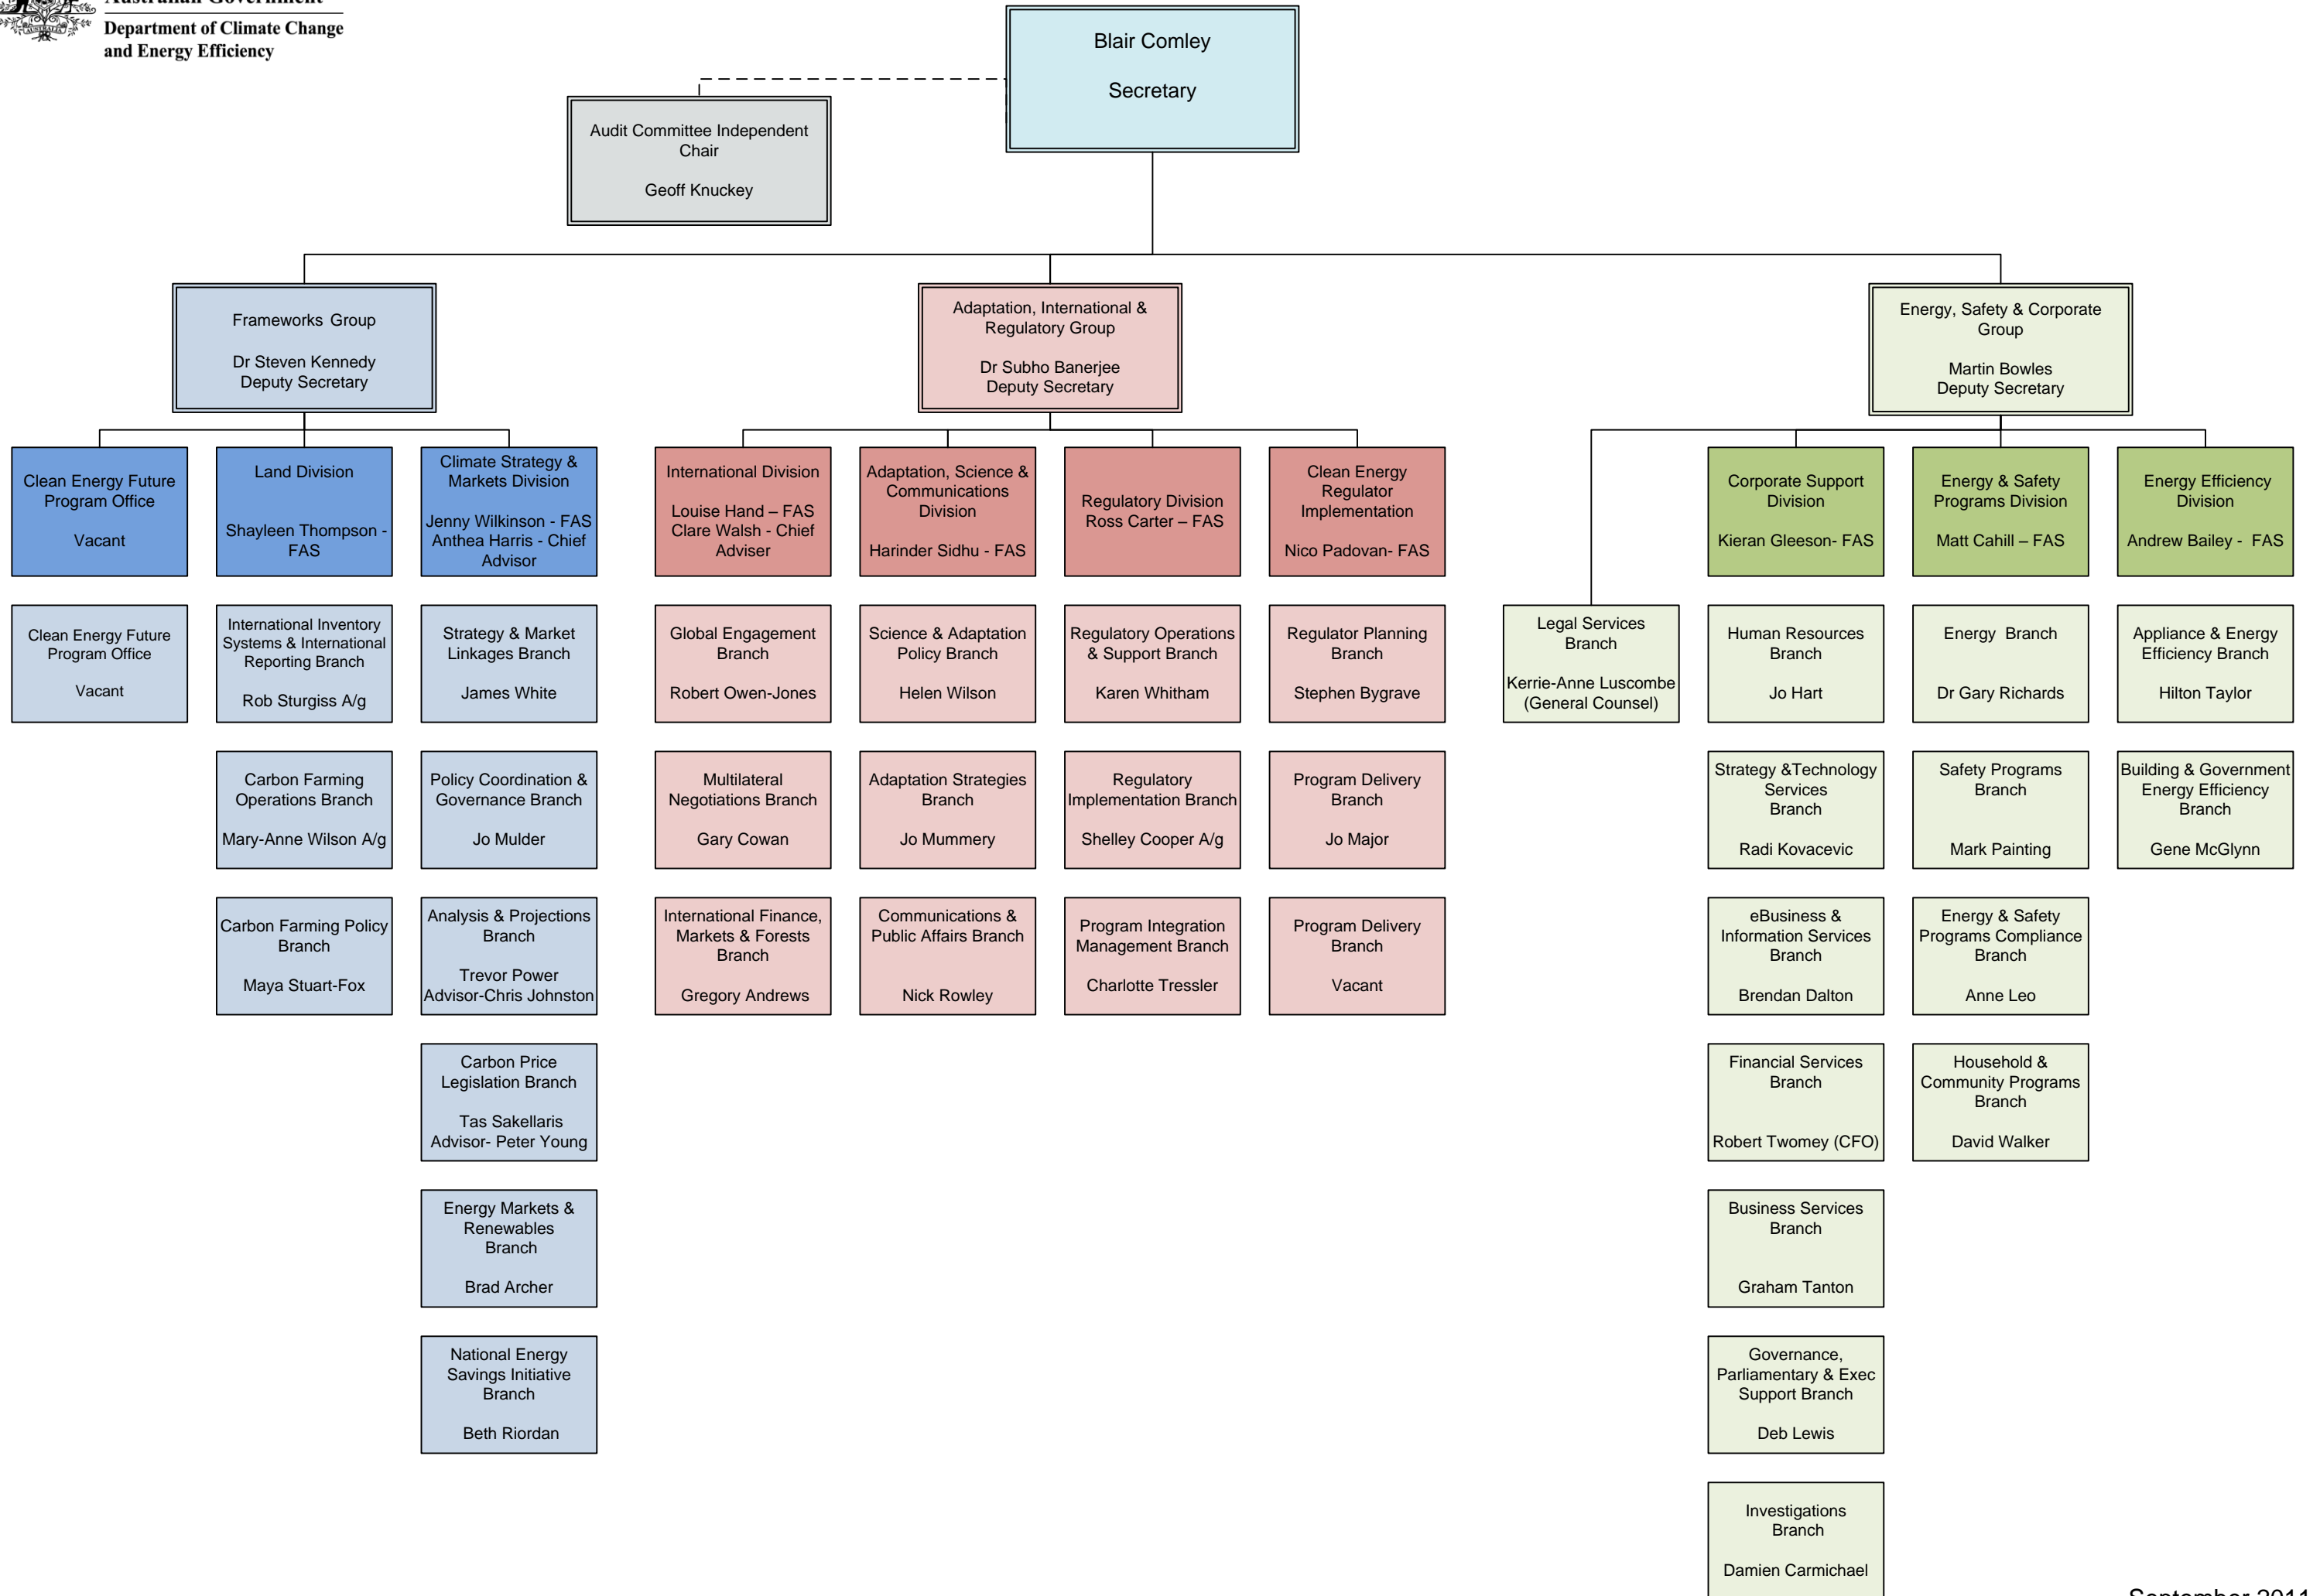 Australian Government
Department of Climate Change
and Energy Efficiency
AUSTRALIA
Blair Comley
Secretary
Audit Committee Independent
Chair
Geoff Knuckey
Frameworks Group
Dr Steven Kennedy
Deputy Secretary
Adaptation, International &
Regulatory Group
Dr Subho Banerjee
Deputy Secretary
Energy, Safety & Corporate
Group
Martin Bowles
Deputy Secretary
Clean Energy Future
Program Office
Vacant
Land Division
Shayleen Thompson -
FAS
Climate Strategy &
Markets Division
Jenny Wilkinson - FAS
Anthea Harris - Chief
Advisor
International Division
Louise Hand – FAS
Clare Walsh - Chief
Adviser
Adaptation, Science &
Communications
Division
Harinder Sidhu - FAS
Regulatory Division
Ross Carter – FAS
Clean Energy
Regulator
Implementation
Nico Padovan- FAS
Corporate Support
Division
Kieran Gleeson- FAS
Energy & Safety
Programs Division
Matt Cahill – FAS
Energy Efficiency
Division
Andrew Bailey - FAS
Clean Energy Future
Program Office
Vacant
International Inventory
Systems & International
Reporting Branch
Rob Sturgiss A/g
Strategy & Market
Linkages Branch
James White
Global Engagement
Branch
Robert Owen-Jones
Science & Adaptation
Policy Branch
Helen Wilson
Regulatory Operations
& Support Branch
Karen Whitham
Regulator Planning
Branch
Stephen Bygrave
Legal Services
Branch
Kerrie-Anne Luscombe
(General Counsel)
Human Resources
Branch
Jo Hart
Energy Branch
Dr Gary Richards
Appliance & Energy
Efficiency Branch
Hilton Taylor
Carbon Farming
Operations Branch
Mary-Anne Wilson A/g
Policy Coordination &
Governance Branch
Jo Mulder
Multilateral
Negotiations Branch
Gary Cowan
Adaptation Strategies
Branch
Jo Mummery
Regulatory
Implementation Branch
Shelley Cooper A/g
Program Delivery
Branch
Jo Major
Strategy &Technology
Services
Branch
Radi Kovacevic
Safety Programs
Branch
Mark Painting
Building & Government
Energy Efficiency
Branch
Gene McGlynn
Carbon Farming Policy
Branch
Maya Stuart-Fox
Analysis & Projections
Branch
Trevor Power
Advisor-Chris Johnston
International Finance,
Markets & Forests
Branch
Gregory Andrews
Communications &
Public Affairs Branch
Nick Rowley
Program Integration
Management Branch
Charlotte Tressler
Program Delivery
Branch
Vacant
eBusiness &
Information Services
Branch
Brendan Dalton
Energy & Safety
Programs Compliance
Branch
Anne Leo
Carbon Price
Legislation Branch
Tas Sakellaris
Advisor- Peter Young
Financial Services
Branch
Robert Twomey (CFO)
Household &
Community Programs
Branch
David Walker
Energy Markets &
Renewables
Branch
Brad Archer
Business Services
Branch
Graham Tanton
National Energy
Savings Initiative
Branch
Beth Riordan
Governance,
Parliamentary & Exec
Support Branch
Deb Lewis
Investigations
Branch
Damien Carmichael
September 2011